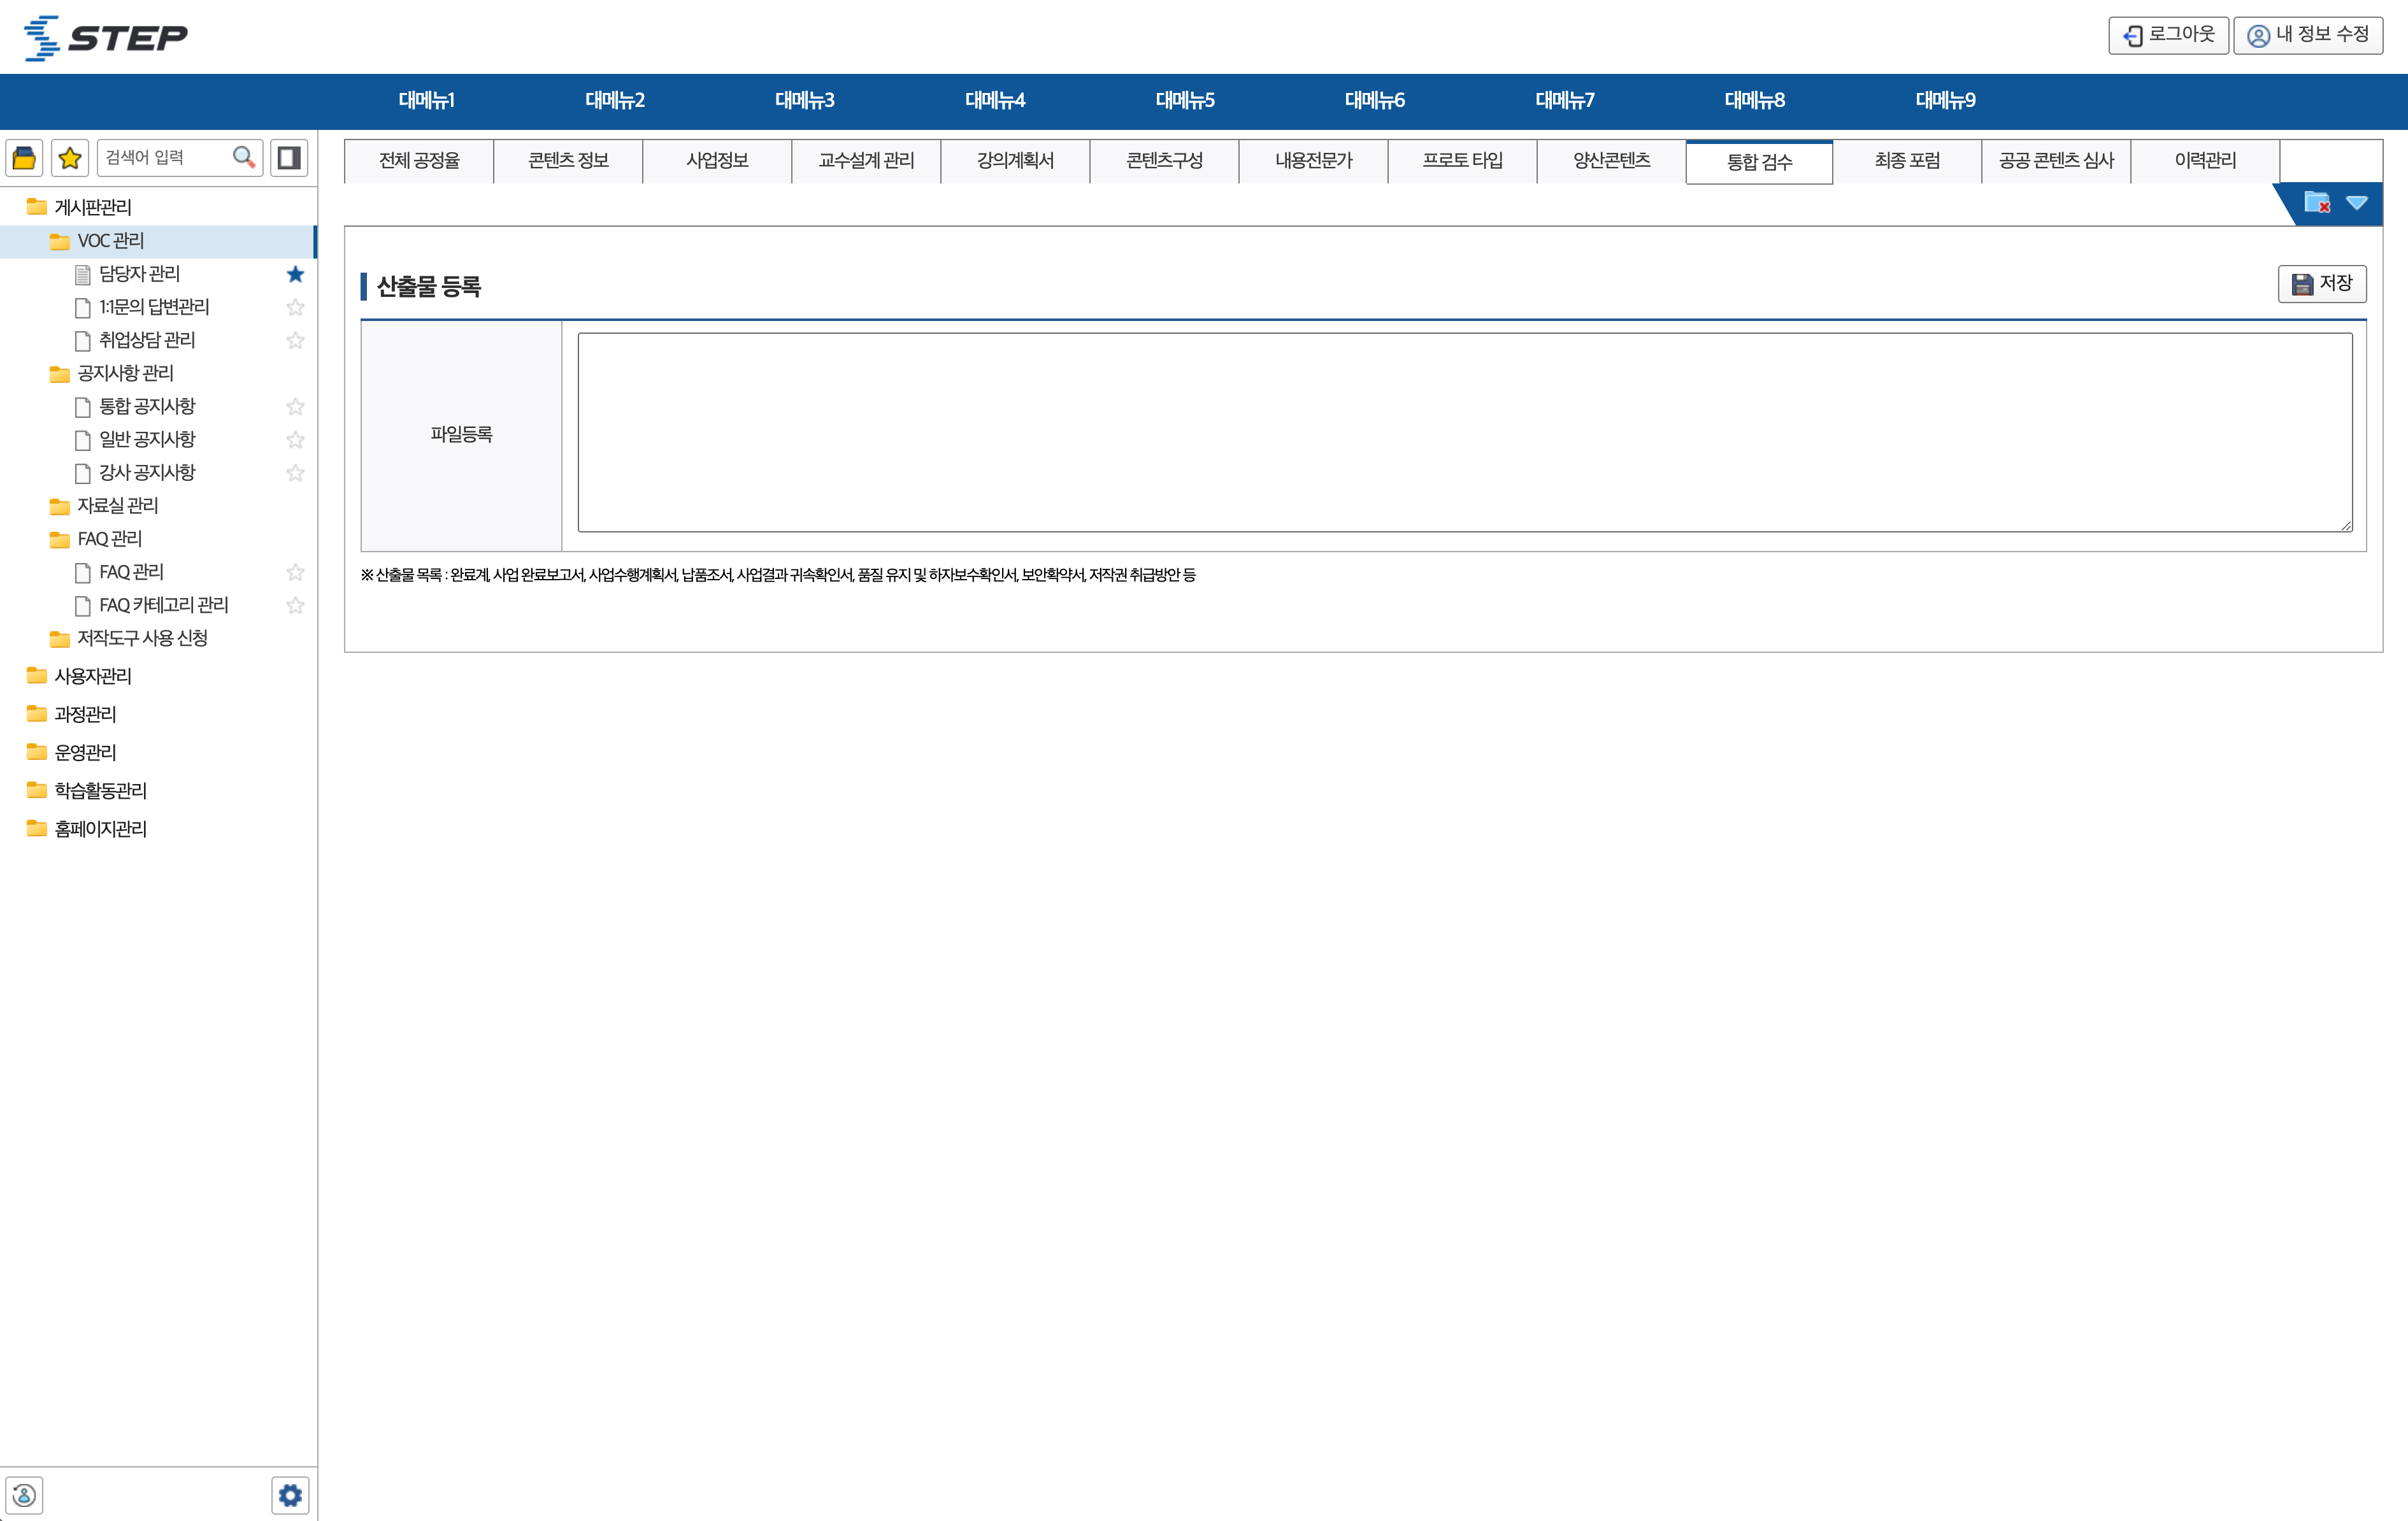 STEP
로그아웃
내 정보 수정
대메뉴1 대메뉴2 대메뉴3 대메뉴4 대메뉴5 대메뉴6 대메뉴7 대메뉴8 대메뉴9
검색어 입력
게시판관리
VOC 관리
담당자 관리
1:1문의 답변관리
취업상담 관리
공지사항 관리
통합 공지사항
일반 공지사항
강사 공지사항
자료실 관리
FAQ 관리
FAQ 관리
FAQ 카테고리 관리
저작도구 사용 신청
사용자관리
과정관리
운영관리
학습활동관리
홈페이지관리
전체 공정율 콘텐츠 정보 사업정보 교수설계 관리 강의계획서 콘텐츠구성 내용전문가 프로토 타입 양산콘텐츠 통합 검수 최종 포럼 공공 콘텐츠 심사 이력관리
산출물 등록
저장
파일등록
※ 산출물 목록 : 완료계, 사업 완료보고서, 사업수행계획서, 납품조서, 사업결과 귀속확인서, 품질 유지 및 하자보수확인서, 보안확약서, 저작권 취급방안 등